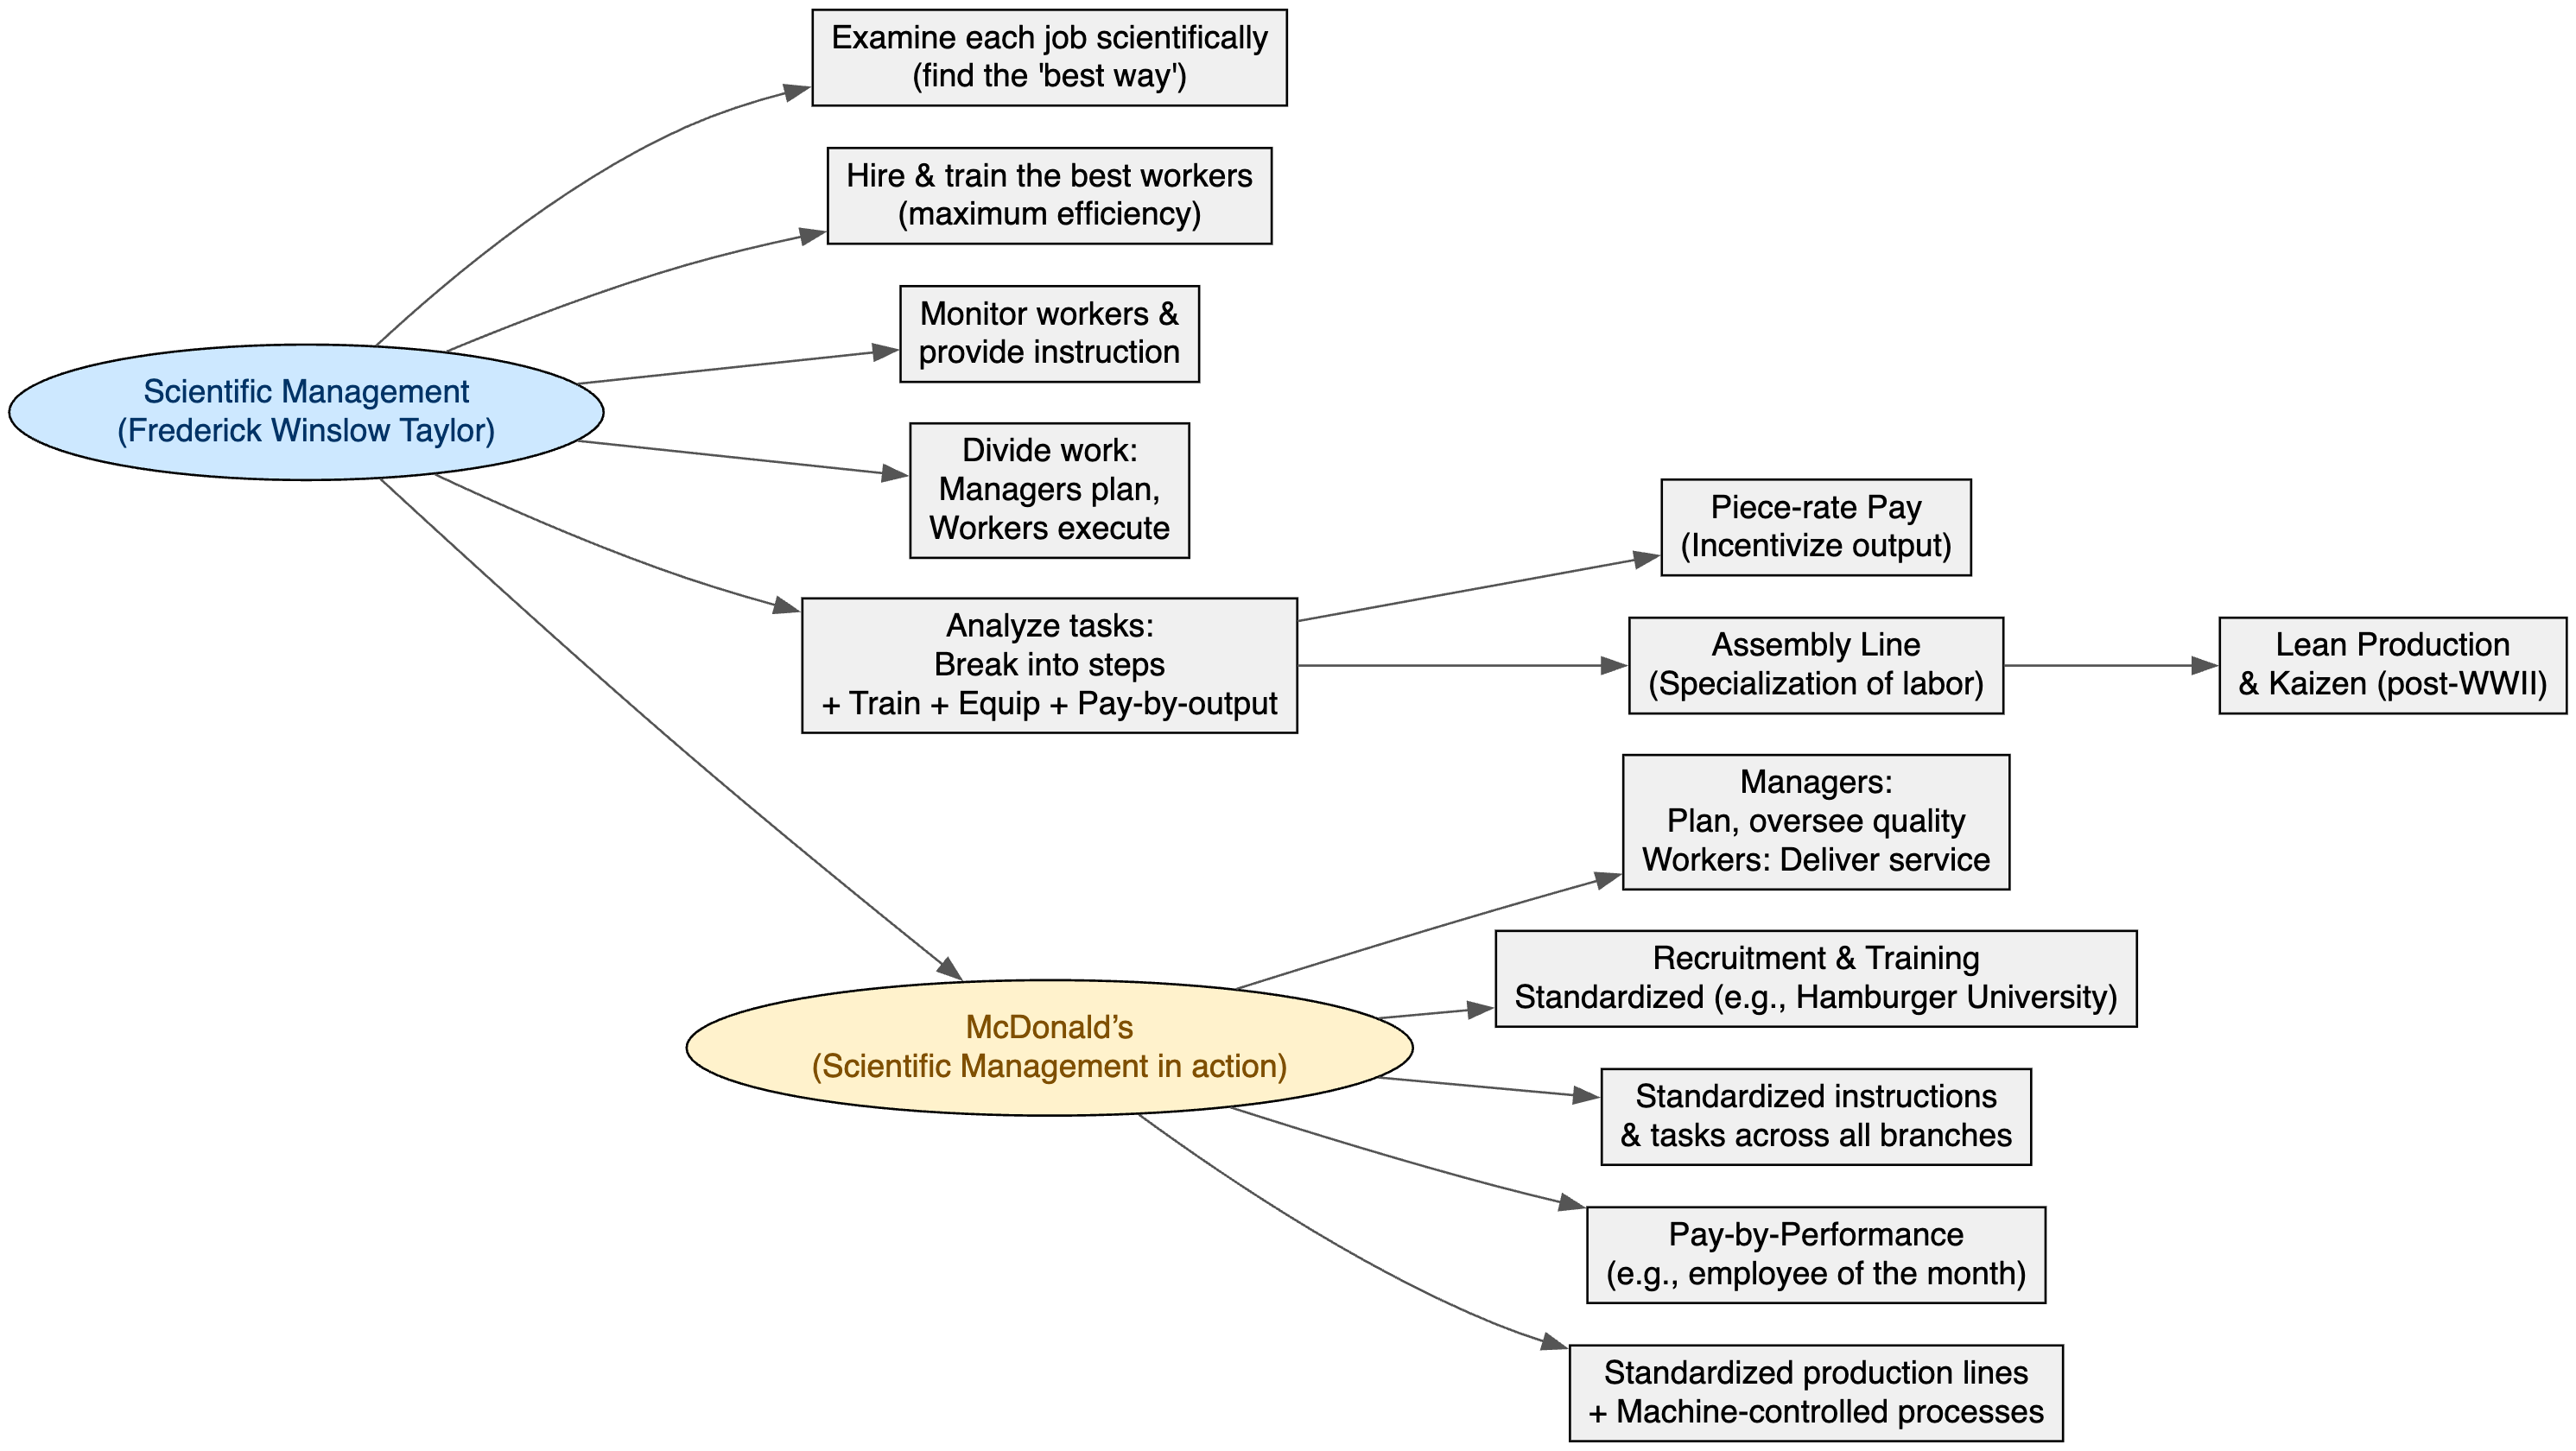 Examine each job scientifically
(find the 'best way')
Hire & train the best workers
(maximum efficiency)
Monitor workers &
provide instruction
Scientific Management
(Frederick Winslow Taylor)
Divide work:
Managers plan,
Workers execute
Piece-rate Pay
(Incentivize output)
Analyze tasks:
Break into steps
+ Train + Equip + Pay-by-output
Assembly Line
(Specialization of labor)
Lean Production
& Kaizen (post-WWII)
Managers:
Plan, oversee quality
Workers: Deliver service
Recruitment & Training
Standardized (e.g., Hamburger University)
McDonald’s
(Scientific Management in action)
Standardized instructions
& tasks across all branches
Pay-by-Performance
(e.g., employee of the month)
Standardized production lines
+ Machine-controlled processes